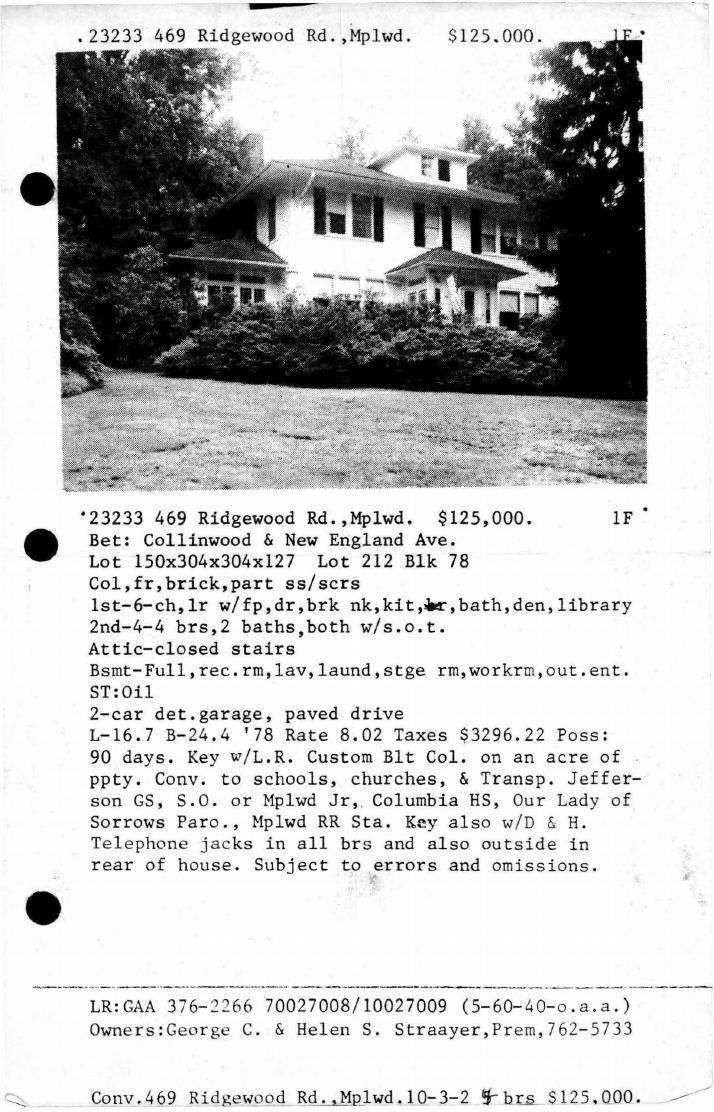 .23233 469 Ridgewood Rd.,Mplwd. $125.000. 1F.
'23233 469 Ridgewood Rd.,Mplwd. $125,000. 1F
Bet: Collinwood & New England Ave.
Lot 150x304x304x127 Lot 212 Blk 78
Col,fr,brick,part ss/scrs
1st-6-ch,lr w/fp,dr,brk nk,kit,br,bath,den,library
2nd-4-4 brs,2 baths,both w/s.o.t.
Attic-closed stairs
Bsmt-Full,rec.rm,lav,laund,stge rm,workrm,out.ent.
ST:Oil
2-car det.garage, paved drive
L-16.7 B-24.4 '78 Rate 8.02 Taxes $3296.22 Poss:
90 days. Key w/L.R. Custom Blt Col. on an acre of
ppty. Conv. to schools, churches, & Transp. Jeffer-
son GS, S.O. or Mplwd Jr, Columbia HS, Our Lady of
Sorrows Paro., Mplwd RR Sta. Key also w/D & H.
Telephone jacks in all brs and also outside in
rear of house. Subject to errors and omissions.
LR:GAA 376-2266 70027008/10027009 (5-60-40-o.a.a.)
Owners:George C. & Helen S. Straayer,Prem,762-5733
Conv.469 Ridgewood Rd.,Mplwd.10-3-2 brs $125,000.